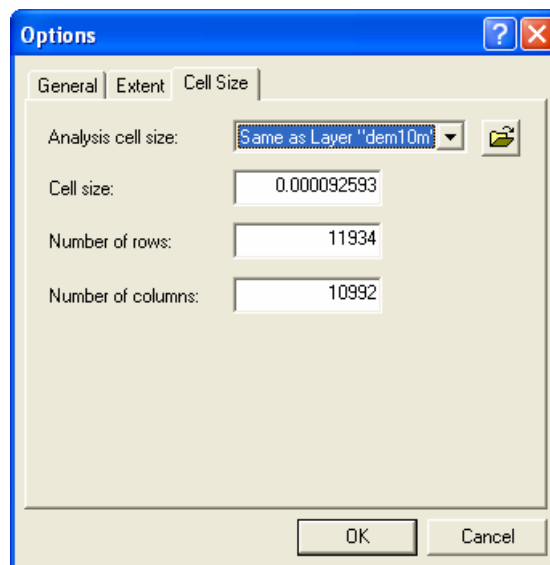 Options
General Extent Cell Size
Analysis cell size: Same as Layer "dem10m"
Cell size: 0.000092593
Number of rows: 11934
Number of columns: 10992
OK Cancel